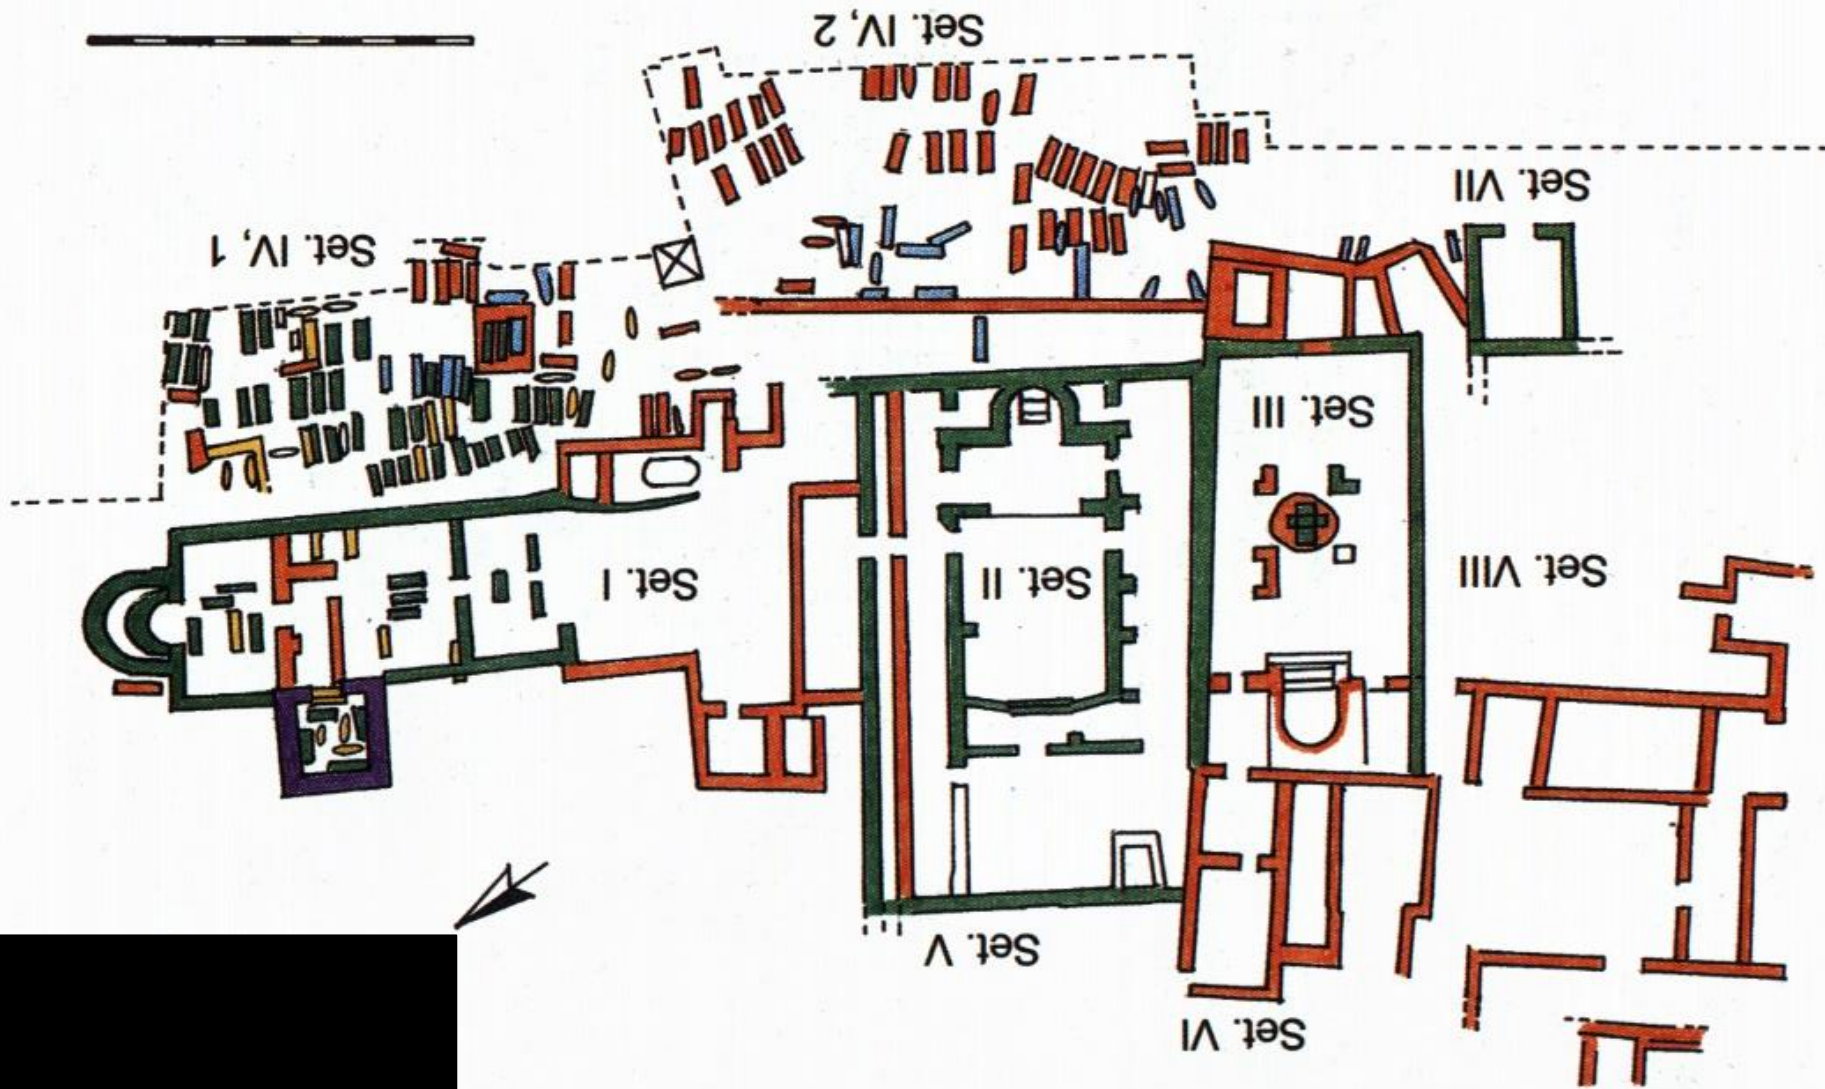 Set. VI
Set. V
Set. VIII
Set. II
Set. I
Set. III
Set. IV, 1
Set. VII
Set. IV, 2